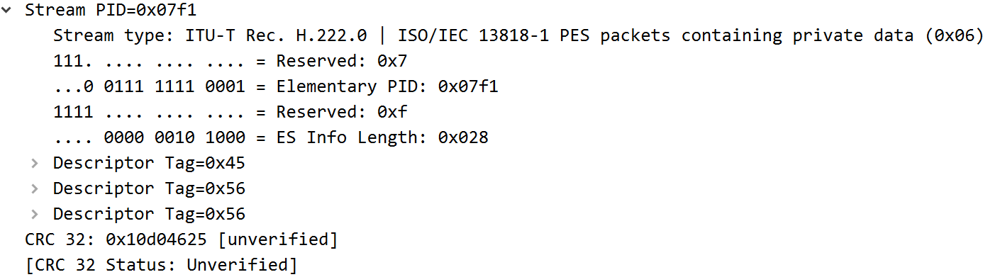 Stream PID=0x07f1
Stream type: ITU-T Rec. H.222.0 | ISO/IEC 13818-1 PES packets containing private data (0x06)
111. .... .... .... = Reserved: 0x7
...0 0111 1111 0001 = Elementary PID: 0x07f1
1111 .... .... .... = Reserved: 0xf
.... 0000 0010 1000 = ES Info Length: 0x028
Descriptor Tag=0x45
Descriptor Tag=0x56
Descriptor Tag=0x56
CRC 32: 0x10d04625 [unverified]
[CRC 32 Status: Unverified]